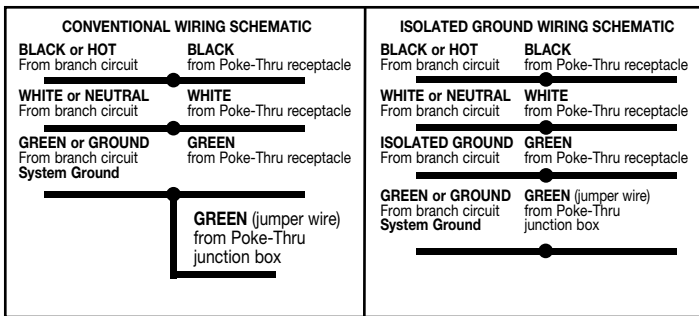 CONVENTIONAL WIRING SCHEMATIC
BLACK or HOT BLACK
From branch circuit from Poke-Thru receptacle
WHITE or NEUTRAL WHITE
From branch circuit from Poke-Thru receptacle
GREEN or GROUND GREEN
From branch circuit from Poke-Thru receptacle
System Ground
GREEN (jumper wire)
from Poke-Thru
junction box
ISOLATED GROUND WIRING SCHEMATIC
BLACK or HOT BLACK
From branch circuit from Poke-Thru receptacle
WHITE or NEUTRAL WHITE
From branch circuit from Poke-Thru receptacle
ISOLATED GROUND GREEN
From branch circuit from Poke-Thru receptacle
GREEN or GROUND GREEN (jumper wire)
From branch circuit from Poke-Thru
System Ground junction box